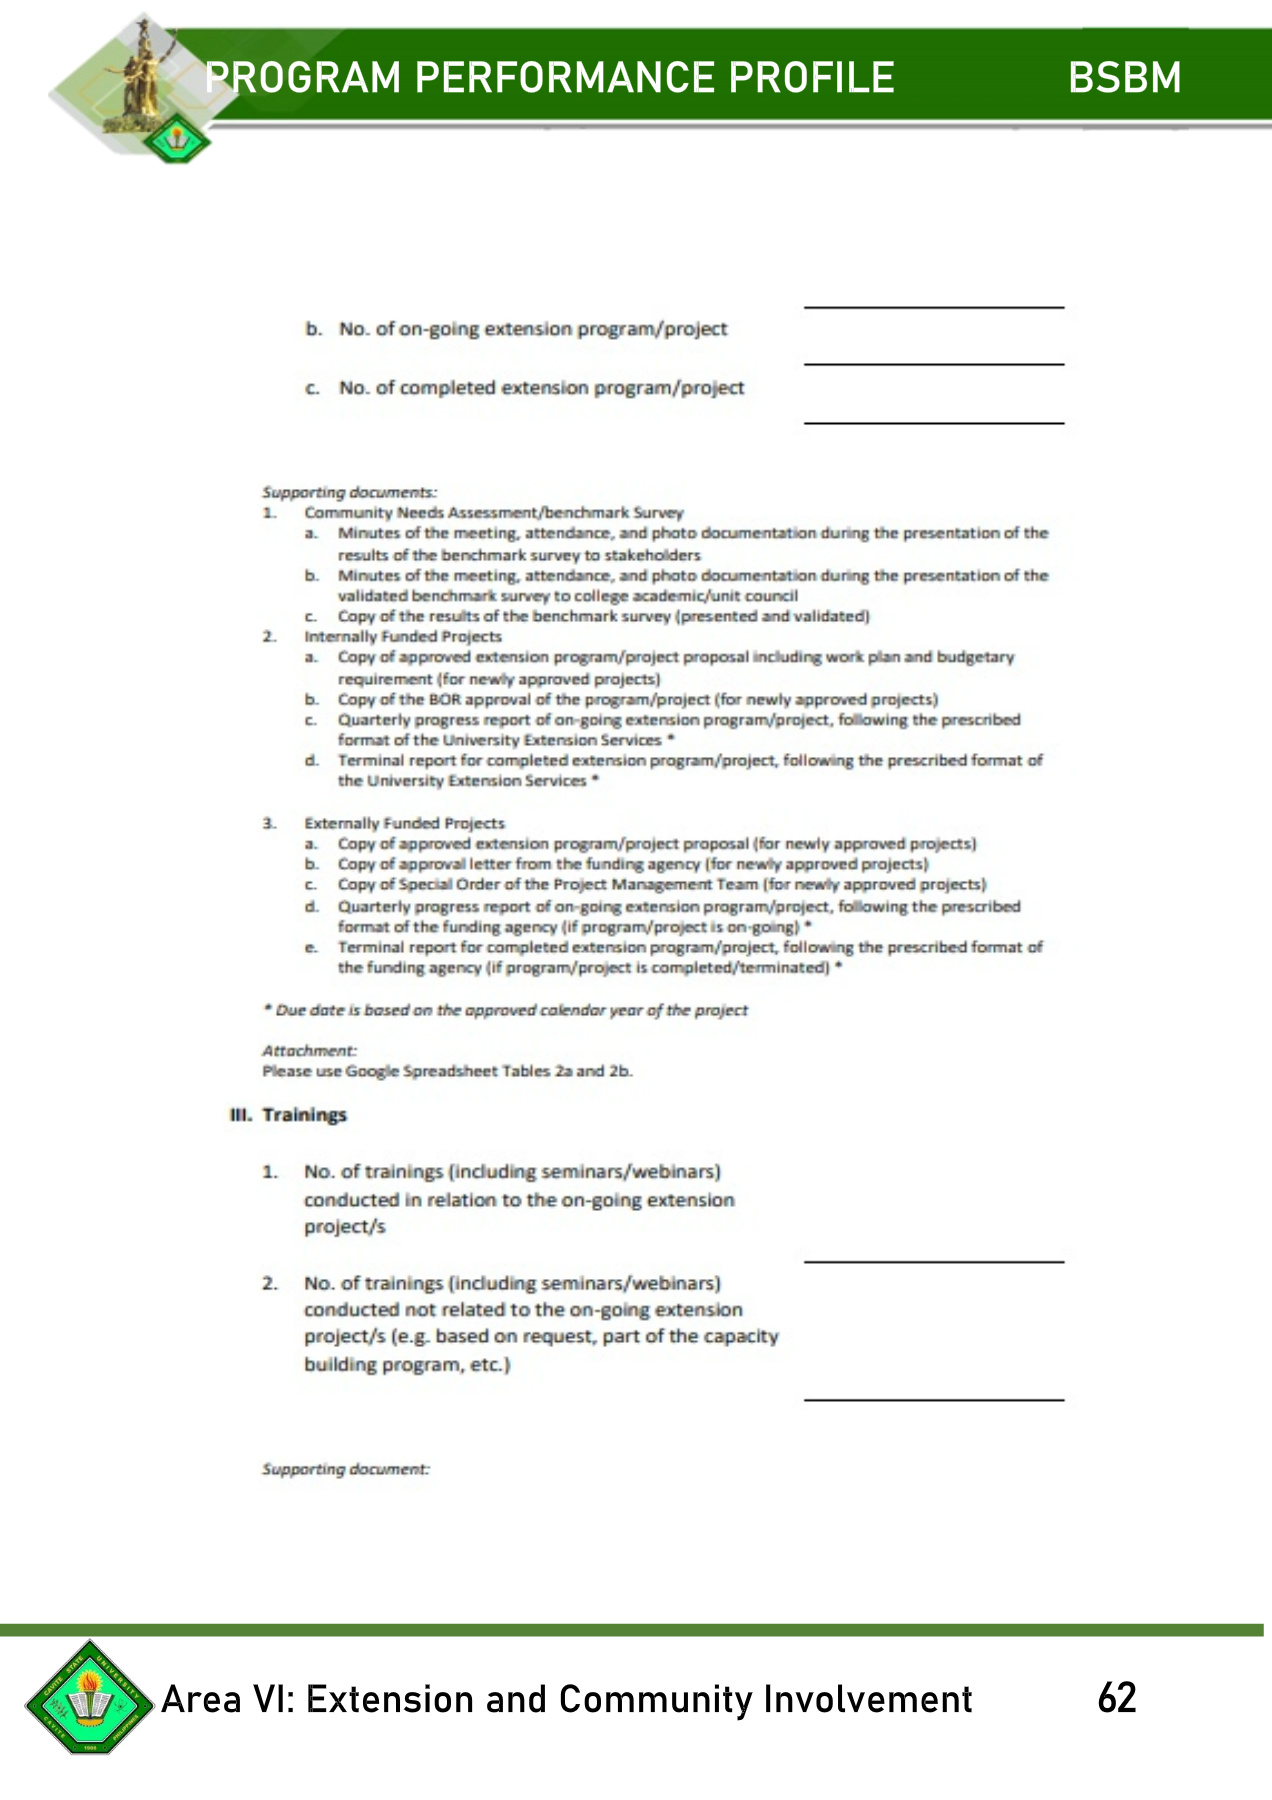 PROGRAM PERFORMANCE PROFILE BSBM
b. No. of on-going extension program/project
c. No. of completed extension program/project
Supporting documents:
1. Community Needs Assessment/benchmark Survey
a. Minutes of the meeting, attendance, and photo documentation during the presentation of the
results of the benchmark survey to stakeholders
b. Minutes of the meeting, attendance, and photo documentation during the presentation of the
validated benchmark survey to college academic/unit council
c. Copy of the results of the benchmark survey (presented and validated)
2. Internally Funded Projects
a. Copy of approved extension program/project proposal including work plan and budgetary
requirement (for newly approved projects)
b. Copy of the BOR approval of the program/project (for newly approved projects)
c. Quarterly progress report of on-going extension program/project, following the prescribed
format of the University Extension Services *
d. Terminal report for completed extension program/project, following the prescribed format of
the University Extension Services *
3. Externally Funded Projects
a. Copy of approved extension program/project proposal (for newly approved projects)
b. Copy of approval letter from the funding agency (for newly approved projects)
c. Copy of Special Order of the Project Management Team (for newly approved projects)
d. Quarterly progress report of on-going extension program/project, following the prescribed
format of the funding agency (if program/project is on-going) *
e. Terminal report for completed extension program/project, following the prescribed format of
the funding agency (if program/project is completed/terminated) *
* Due date is based on the approved calendar year of the project
Attachment:
Please use Google Spreadsheet Tables 2a and 2b.
III. Trainings
1. No. of trainings (including seminars/webinars)
conducted in relation to the on-going extension
project/s
2. No. of trainings (including seminars/webinars)
conducted not related to the on-going extension
project/s (e.g. based on request, part of the capacity
building program, etc.)
Supporting document:
CAVITE STATE UNIVERSITY
CAVITE PHILIPPINES
1906
Area VI: Extension and Community Involvement 62